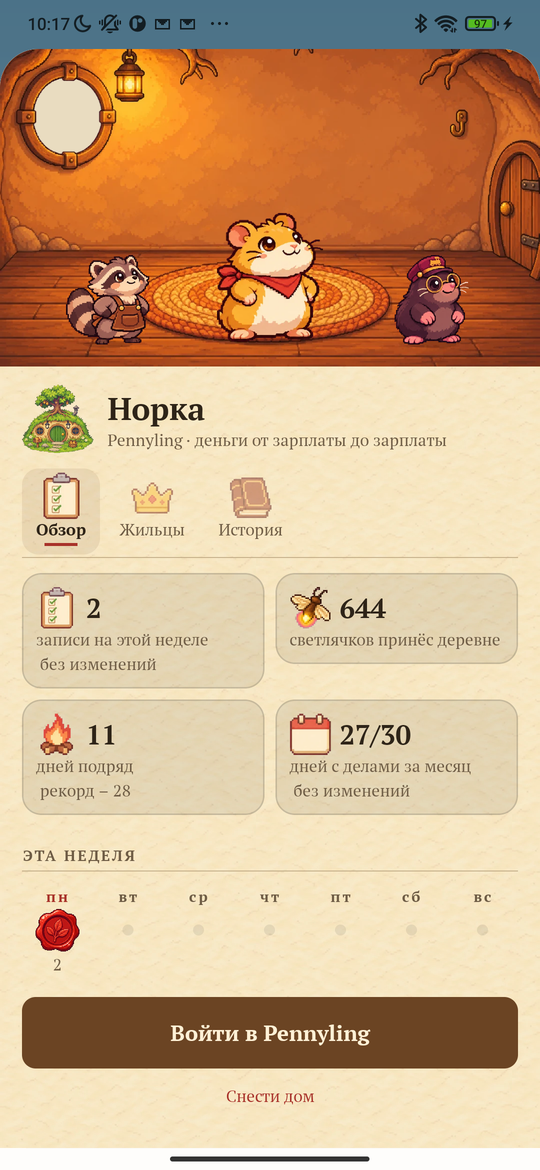 10:17
97
Норка
Pennyling · деньги от зарплаты до зарплаты
Обзор
Жильцы
История
2
записи на этой неделе
без изменений
644
светлячков принёс деревне
11
дней подряд
рекорд – 28
27/30
дней с делами за месяц
без изменений
ЭТА НЕДЕЛЯ
пн вт ср чт пт сб вс
2
Войти в Pennyling
Снести дом